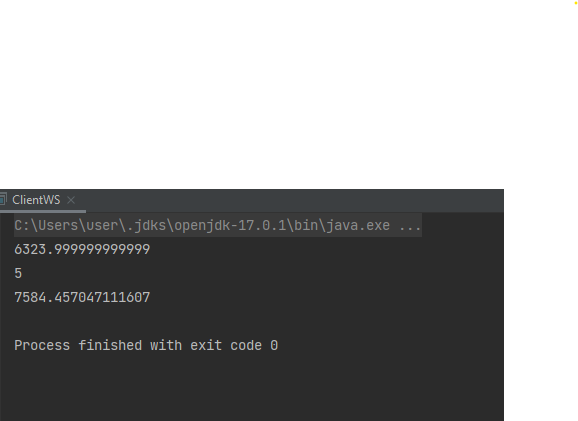 ClientWS
C:\Users\user\.jdks\openjdk-17.0.1\bin\java.exe ...
6323.999999999999
5
7584.457047111607
Process finished with exit code 0